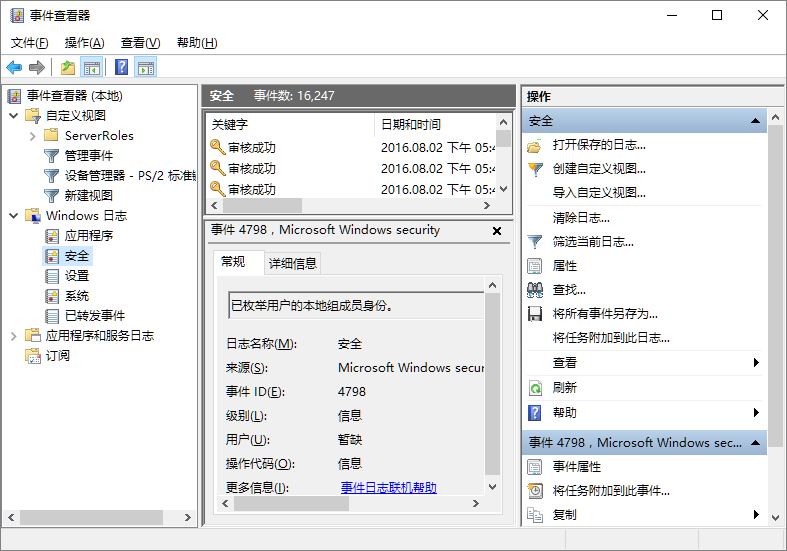 事件查看器
文件(F) 操作(A) 查看(V) 帮助(H)
事件查看器 (本地)
自定义视图
ServerRoles
管理事件
设备管理器 - PS/2 标准
新建视图
Windows 日志
应用程序
安全
设置
系统
已转发事件
应用程序和服务日志
订阅
安全 事件数: 16,247
关键字 日期和时间
审核成功 2016.08.02 下午 05:4
审核成功 2016.08.02 下午 05:4
审核成功 2016.08.02 下午 05:4
事件 4798，Microsoft Windows security
常规 详细信息
已枚举用户的本地组成员身份。
日志名称(M): 安全
来源(S): Microsoft Windows secur
事件 ID(E): 4798
级别(L): 信息
用户(U): 暂缺
操作代码(O): 信息
更多信息(I): 事件日志联机帮助
操作
安全
打开保存的日志...
创建自定义视图...
导入自定义视图...
清除日志...
筛选当前日志...
属性
查找...
将所有事件另存为...
将任务附加到此日志...
查看
刷新
帮助
事件 4798，Microsoft Windows sec...
事件属性
将任务附加到此事件...
复制